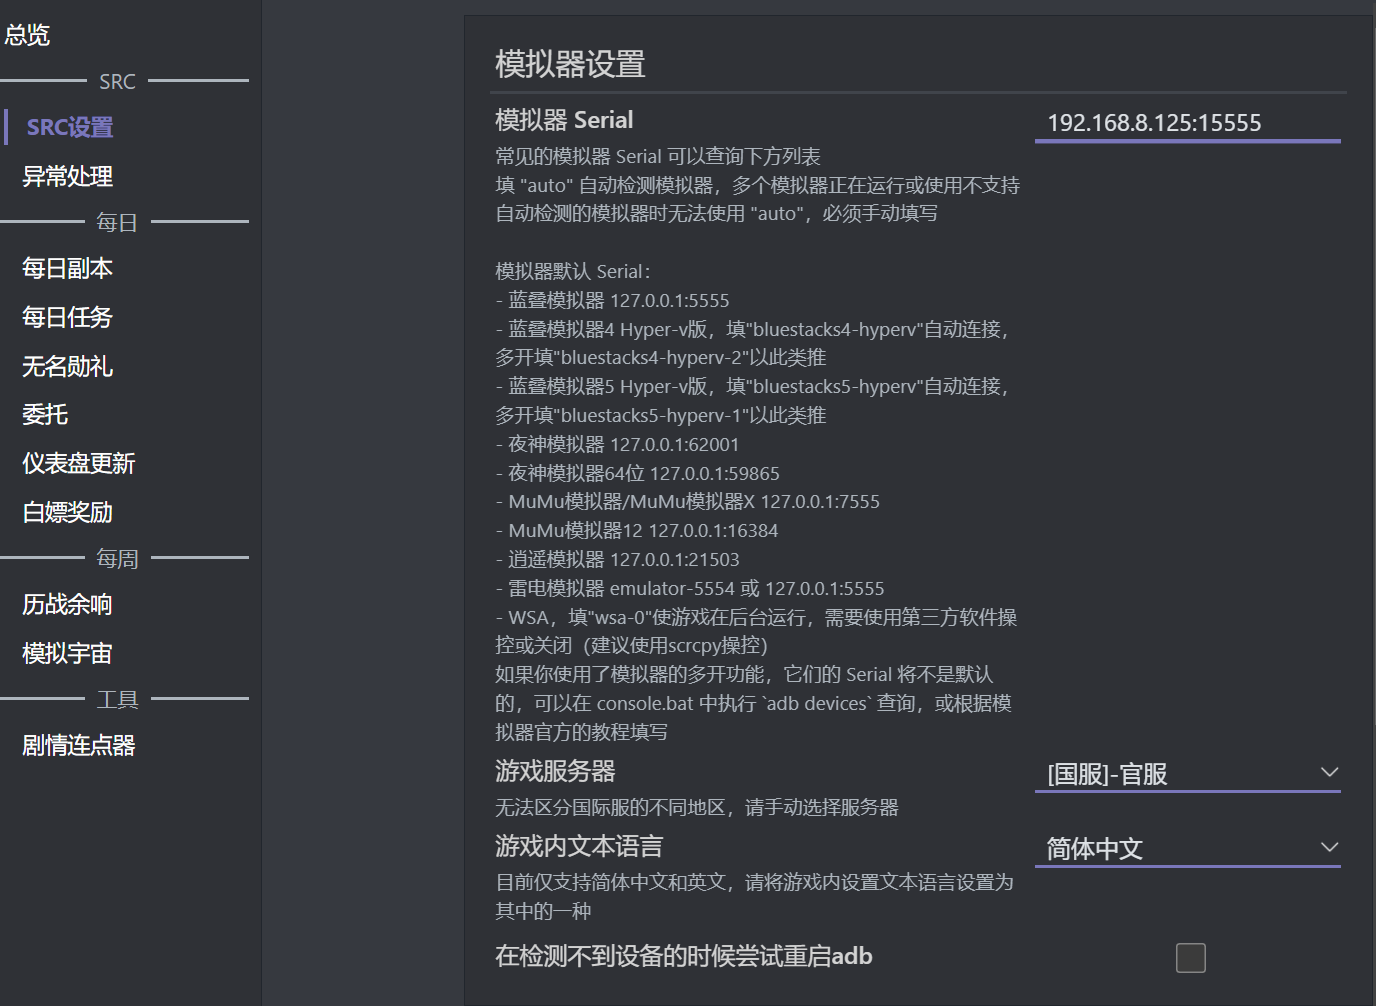 总览
SRC
SRC设置
异常处理
每日
每日副本
每日任务
无名勋礼
委托
仪表盘更新
白嫖奖励
每周
历战余响
模拟宇宙
工具
剧情连点器
模拟器设置
模拟器 Serial
192.168.8.125:15555
常见的模拟器 Serial 可以查询下方列表
填 "auto" 自动检测模拟器，多个模拟器正在运行或使用不支持
自动检测的模拟器时无法使用 "auto"，必须手动填写
模拟器默认 Serial：
- 蓝叠模拟器 127.0.0.1:5555
- 蓝叠模拟器4 Hyper-v版，填"bluestacks4-hyperv"自动连接，
多开填"bluestacks4-hyperv-2"以此类推
- 蓝叠模拟器5 Hyper-v版，填"bluestacks5-hyperv"自动连接，
多开填"bluestacks5-hyperv-1"以此类推
- 夜神模拟器 127.0.0.1:62001
- 夜神模拟器64位 127.0.0.1:59865
- MuMu模拟器/MuMu模拟器X 127.0.0.1:7555
- MuMu模拟器12 127.0.0.1:16384
- 逍遥模拟器 127.0.0.1:21503
- 雷电模拟器 emulator-5554 或 127.0.0.1:5555
- WSA，填"wsa-0"使游戏在后台运行，需要使用第三方软件操
控或关闭（建议使用scrcpy操控）
如果你使用了模拟器的多开功能，它们的 Serial 将不是默认
的，可以在 console.bat 中执行 `adb devices` 查询，或根据模
拟器官方的教程填写
游戏服务器
[国服]-官服
无法区分国际服的不同地区，请手动选择服务器
游戏内文本语言
简体中文
目前仅支持简体中文和英文，请将游戏内设置文本语言设置为
其中的一种
在检测不到设备的时候尝试重启adb